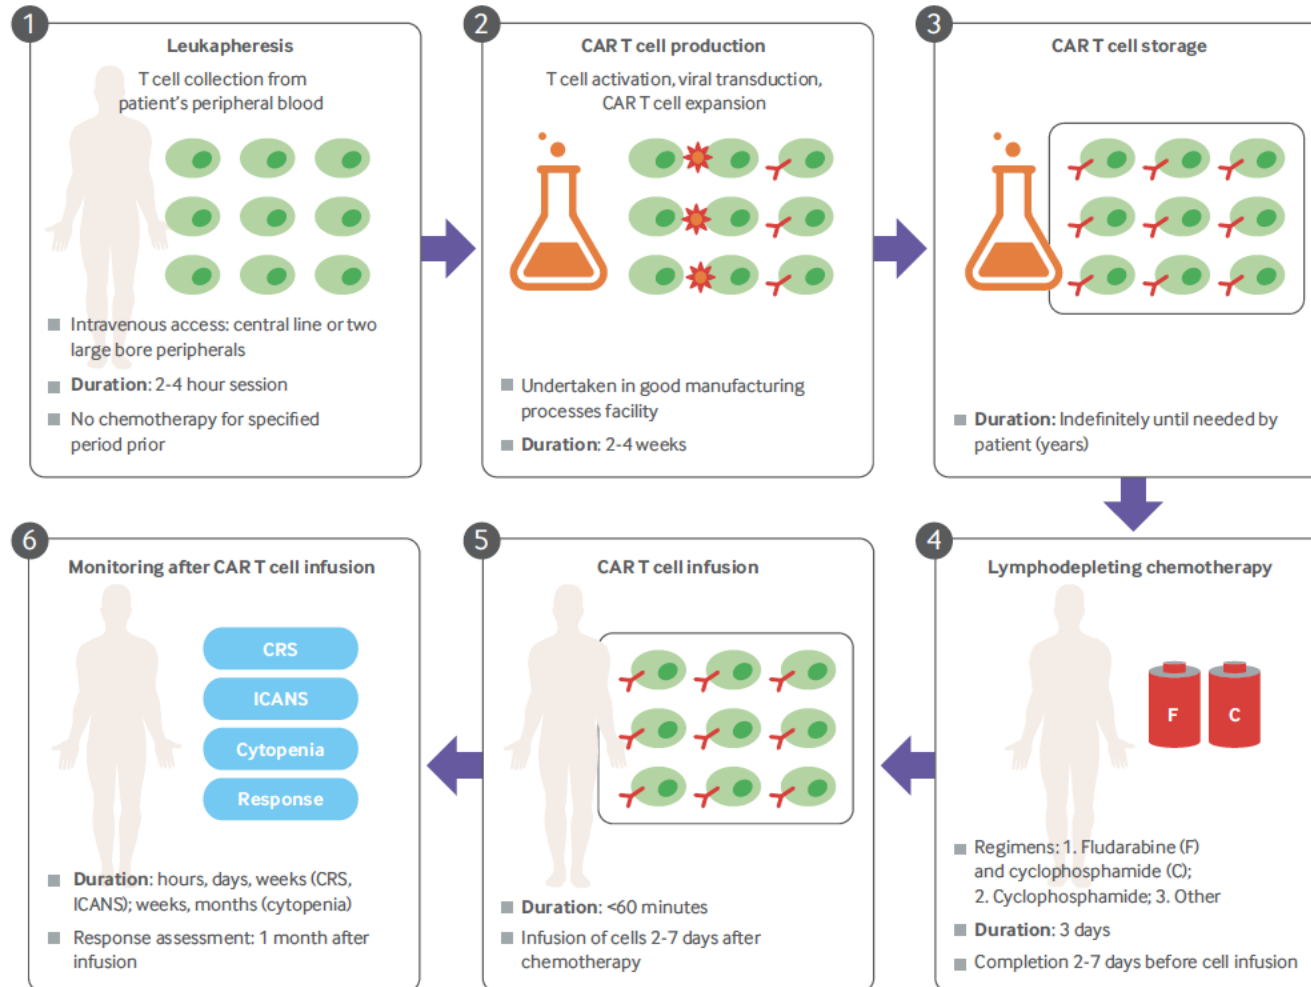 1
Leukapheresis
T cell collection from
patient's peripheral blood
Intravenous access: central line or two
large bore peripherals
Duration: 2-4 hour session
No chemotherapy for specified
period prior
2
CAR T cell production
T cell activation, viral transduction,
CAR T cell expansion
Undertaken in good manufacturing
processes facility
Duration: 2-4 weeks
3
CAR T cell storage
Duration: Indefinitely until needed by
patient (years)
4
Lymphodepleting chemotherapy
F
C
Regimens: 1. Fludarabine (F)
and cyclophosphamide (C);
2. Cyclophosphamide; 3. Other
Duration: 3 days
Completion 2-7 days before cell infusion
5
CAR T cell infusion
Duration: <60 minutes
Infusion of cells 2-7 days after
chemotherapy
6
Monitoring after CAR T cell infusion
CRS
ICANS
Cytopenia
Response
Duration: hours, days, weeks (CRS,
ICANS); weeks, months (cytopenia)
Response assessment: 1 month after
infusion